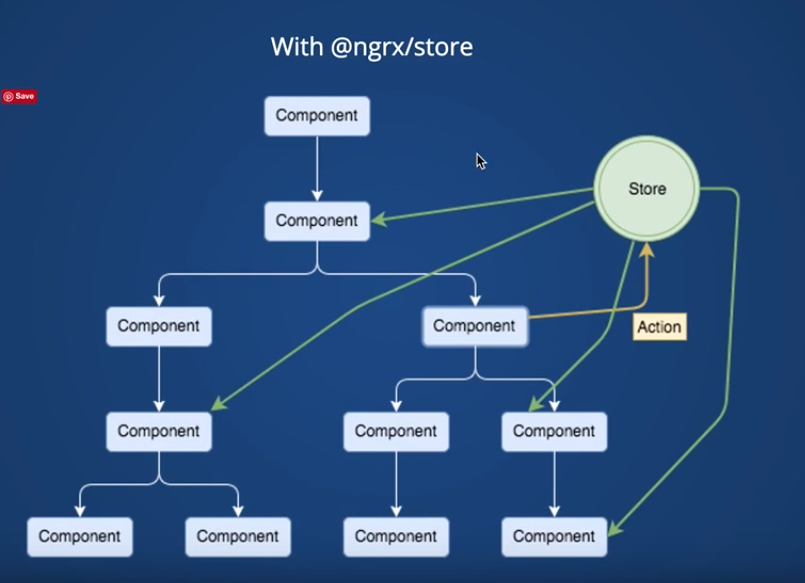 With @ngrx/store
Save
Component
Store
Component
Component
Component
Action
Component
Component
Component
Component
Component
Component
Component